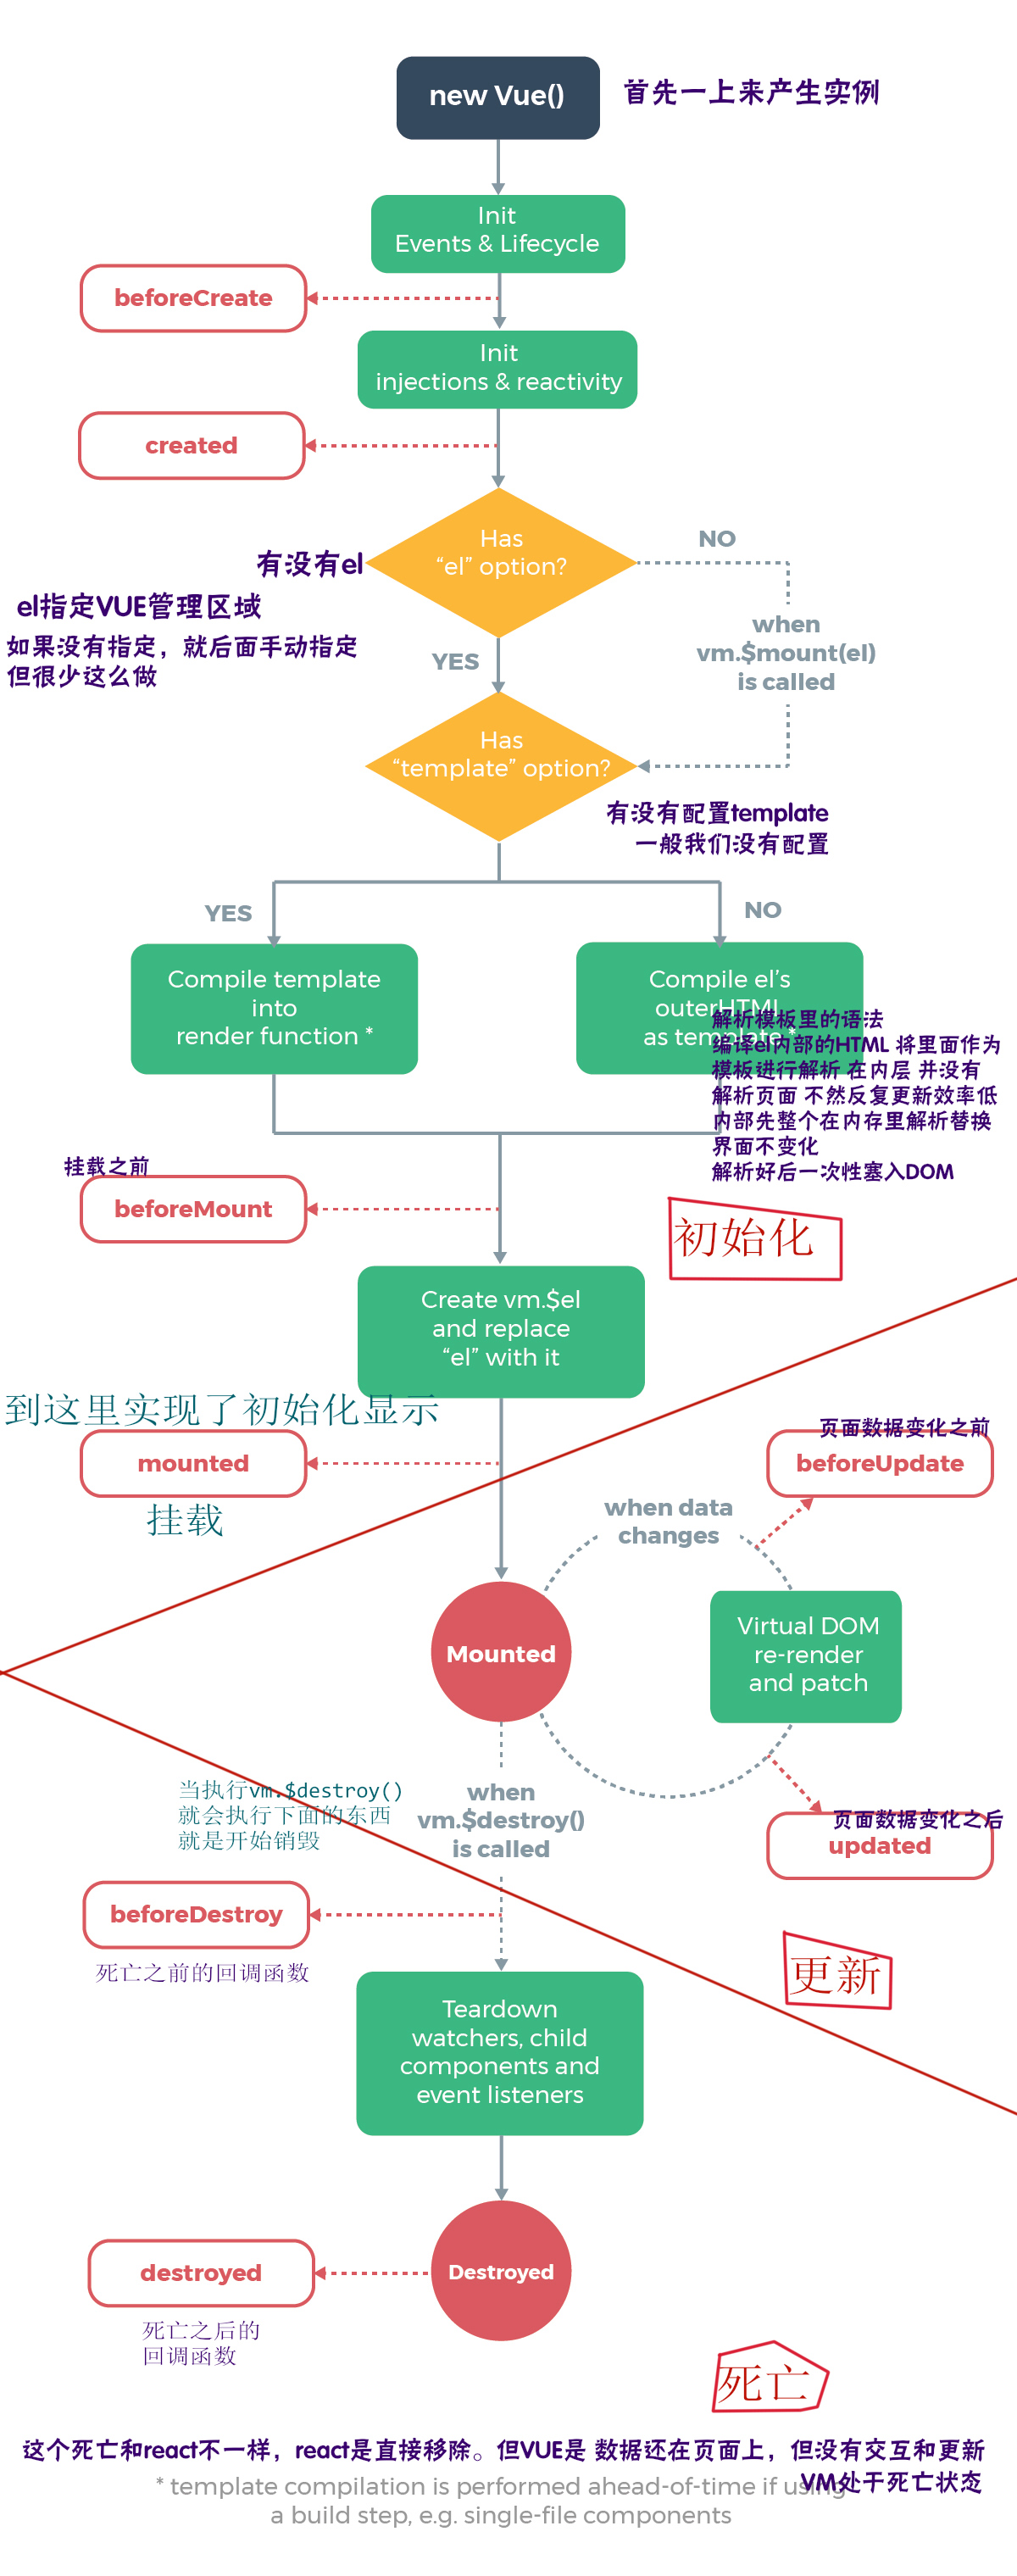 new Vue()
首先一上来产生实例
Init
Events & Lifecycle
beforeCreate
Init
injections & reactivity
created
Has
“el” option?
NO
有没有el
el指定VUE管理区域
如果没有指定，就后面手动指定
但很少这么做
when
vm.$mount(el)
is called
YES
Has
“template” option?
有没有配置template
一般我们没有配置
YES
NO
Compile template
into
render function *
Compile el’s
outerHTML
as template *
解析模板里的语法
编译el内部的HTML 将里面作为
模板进行解析 在内层 并没有
解析页面 不然反复更新效率低
内部先整个在内存里解析替换
界面不变化
解析好后一次性塞入DOM
挂载之前
beforeMount
初始化
Create vm.$el
and replace
“el” with it
到这里实现了初始化显示
mounted
挂载
页面数据变化之前
beforeUpdate
when data
changes
Mounted
Virtual DOM
re-render
and patch
当执行vm.$destroy()
就会执行下面的东西
就是开始销毁
when
vm.$destroy()
is called
页面数据变化之后
updated
beforeDestroy
死亡之前的回调函数
更新
Teardown
watchers, child
components and
event listeners
destroyed
Destroyed
死亡之后的
回调函数
死亡
这个死亡和react不一样，react是直接移除。但VUE是 数据还在页面上，但没有交互和更新
VM处于死亡状态
* template compilation is performed ahead-of-time if using
a build step, e.g. single-file components